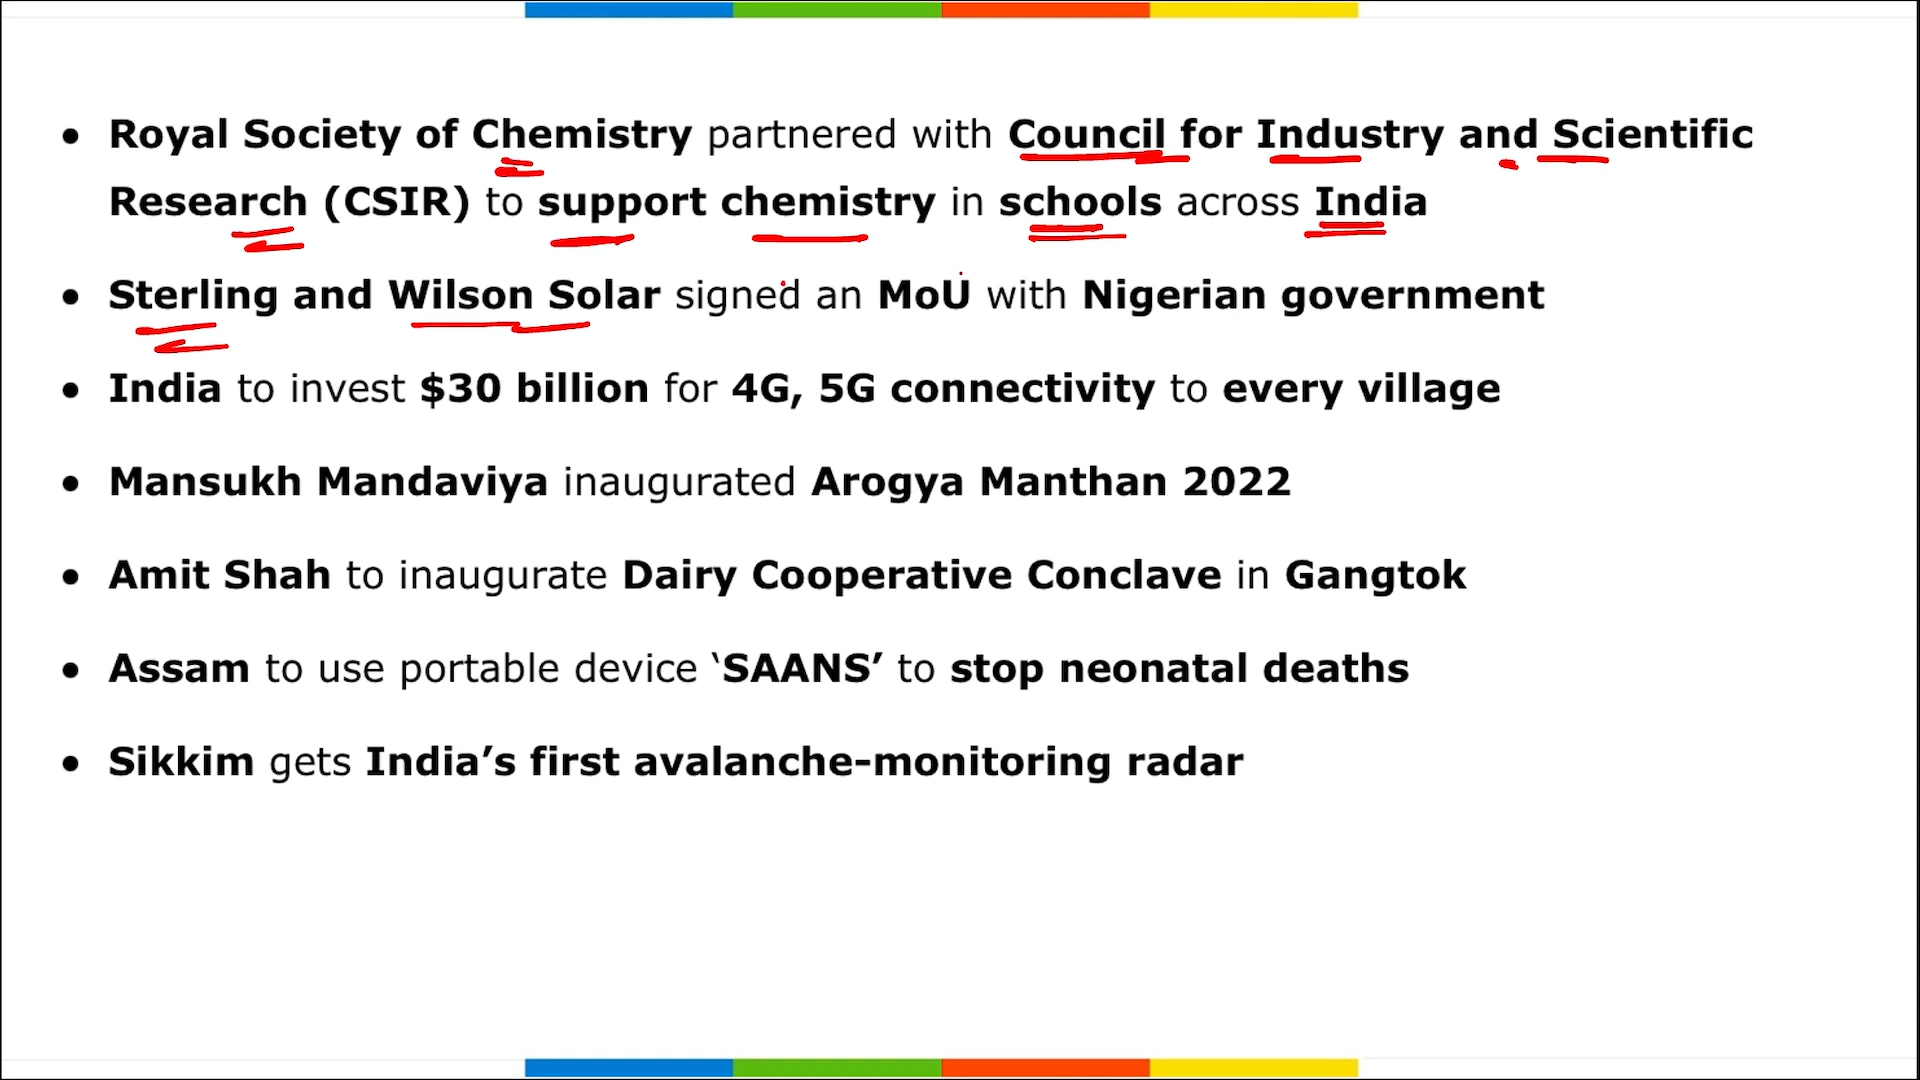 • Royal Society of Chemistry partnered with Council for Industry and Scientific
Research (CSIR) to support chemistry in schools across India
• Sterling and Wilson Solar signed an MoU with Nigerian government
• India to invest $30 billion for 4G, 5G connectivity to every village
• Mansukh Mandaviya inaugurated Arogya Manthan 2022
• Amit Shah to inaugurate Dairy Cooperative Conclave in Gangtok
• Assam to use portable device ‘SAANS’ to stop neonatal deaths
• Sikkim gets India’s first avalanche-monitoring radar